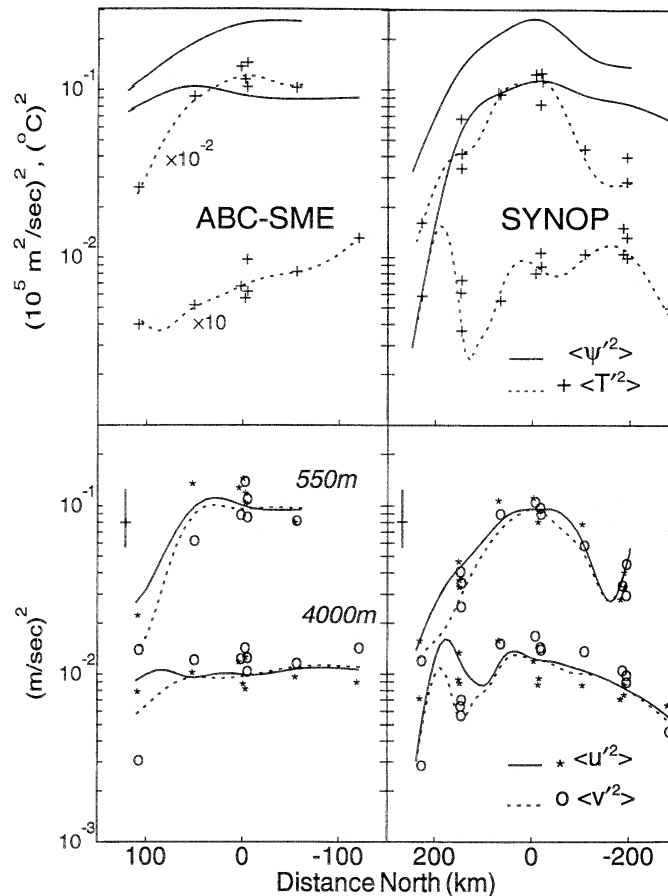 10⁻¹
×10⁻²
ABC-SME
SYNOP
10⁻²
×10
(10⁵ m²/sec)² , (°C)²
<ψ'²>
+ <T'²>
550m
10⁻¹
4000m
(m/sec)²
10⁻²
* <u'²>
o <v'²>
10⁻³
100 0 -100 200 0 -200
Distance North (km)